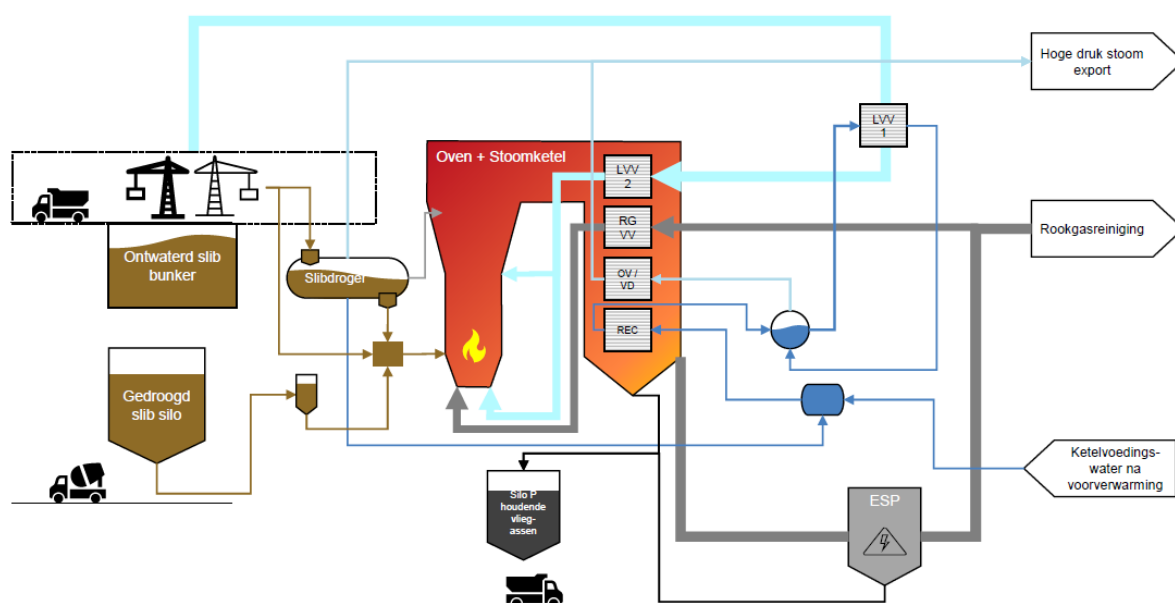 Hoge druk stoom
export
LVV
1
Oven + Stoomketel
LVV
2
RG
VV
Rookgasreiniging
Ontwaterd slib
bunker
Slibdroger
OV /
VD
REC
Gedroogd
slib silo
Ketelvoedings-
water na
voorverwarming
Silo P
houdende
vlieg-
assen
ESP